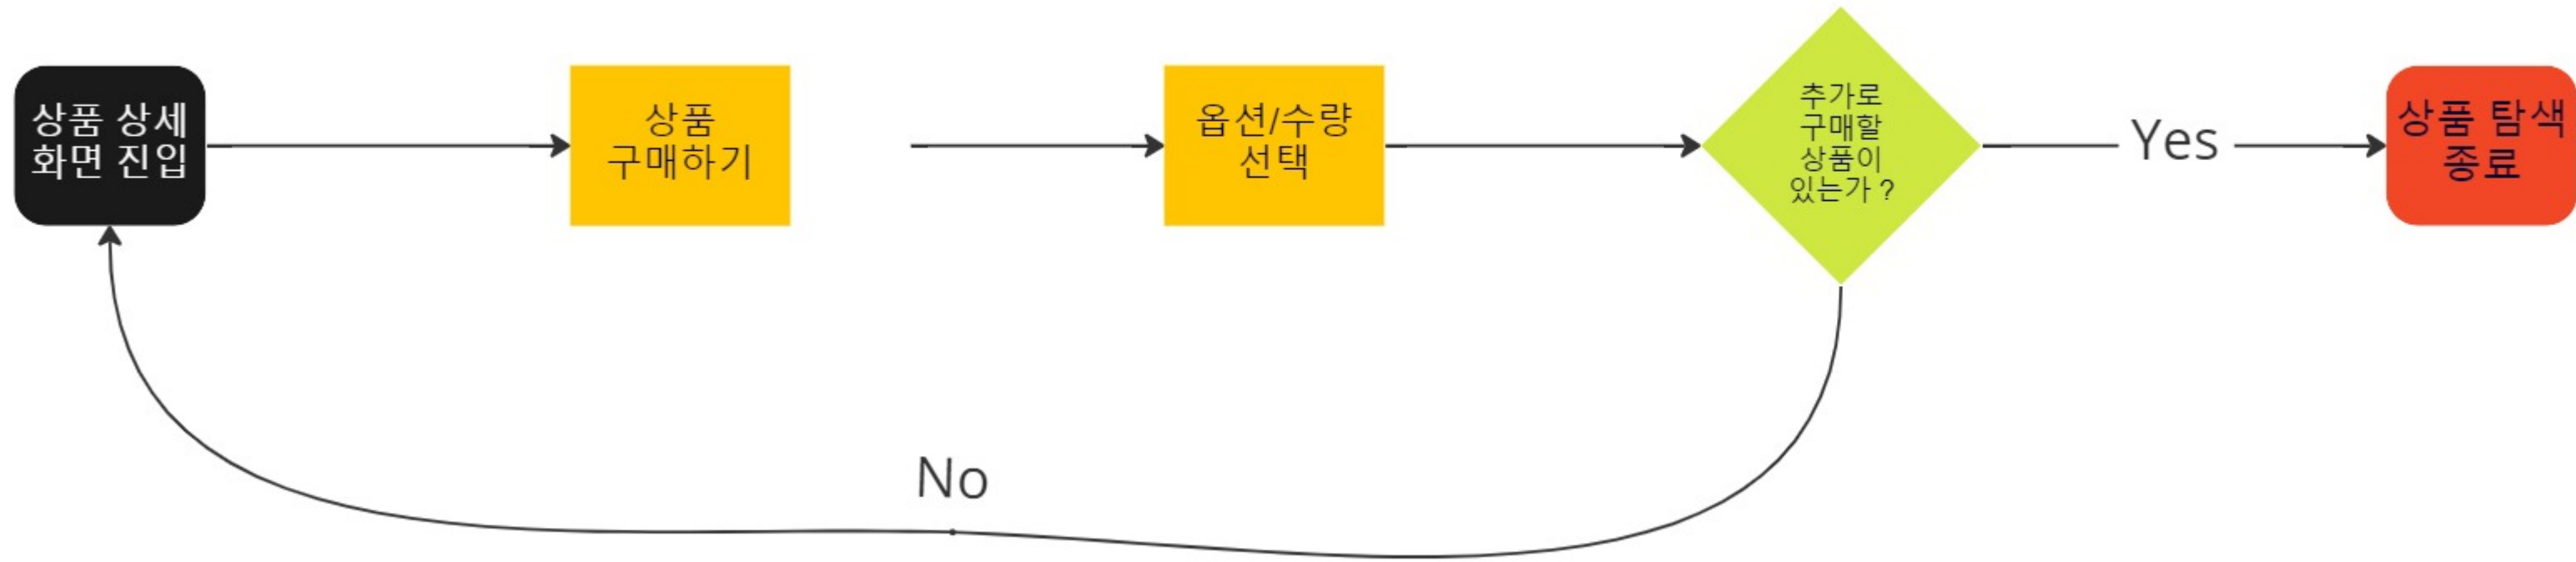 상품 상세
화면 진입
상품
구매하기
옵션/수량
선택
추가로
구매할
상품이
있는가 ?
Yes
상품 탐색
종료
No